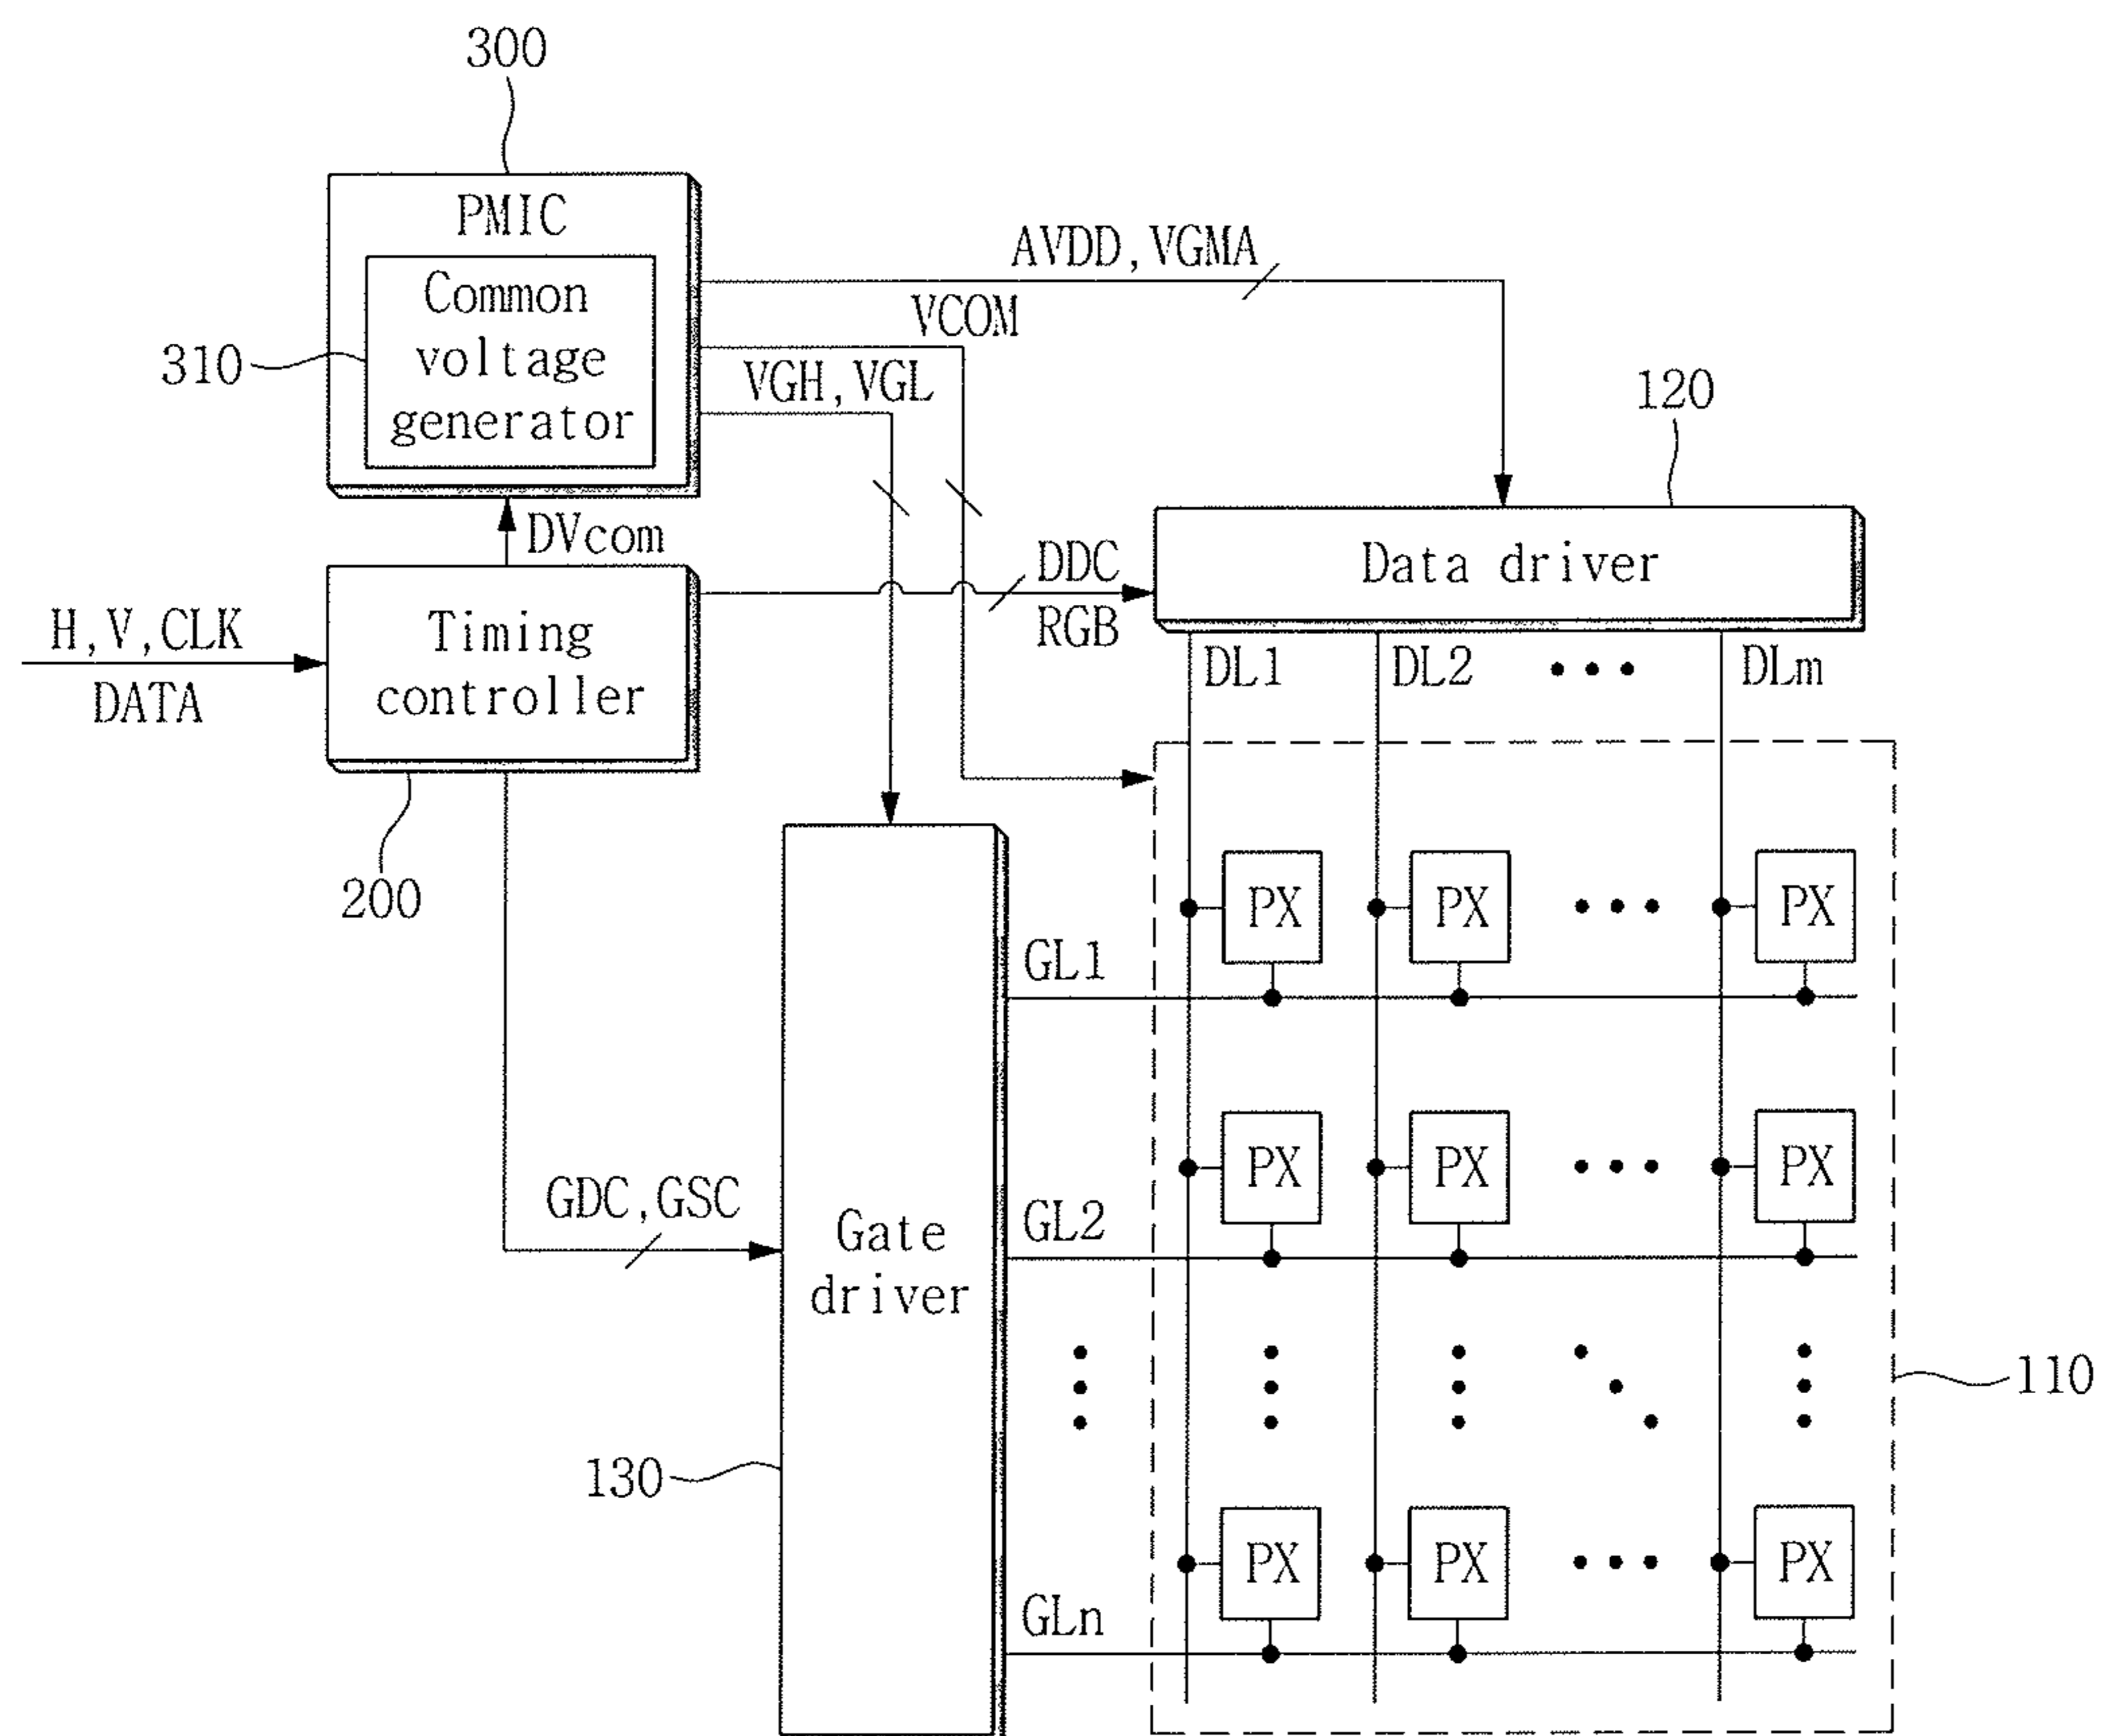 300
PMIC
Common
voltage
generator
310
AVDD,VGMA
VCOM
VGH,VGL
120
DVcom
DDC
RGB
Data driver
H,V,CLK
DATA
Timing
controller
200
DL1 DL2 ••• DLm
PX PX ••• PX
GL1
PX PX ••• PX
GDC,GSC
GL2
Gate
driver
110
130
PX PX ••• PX
GLn